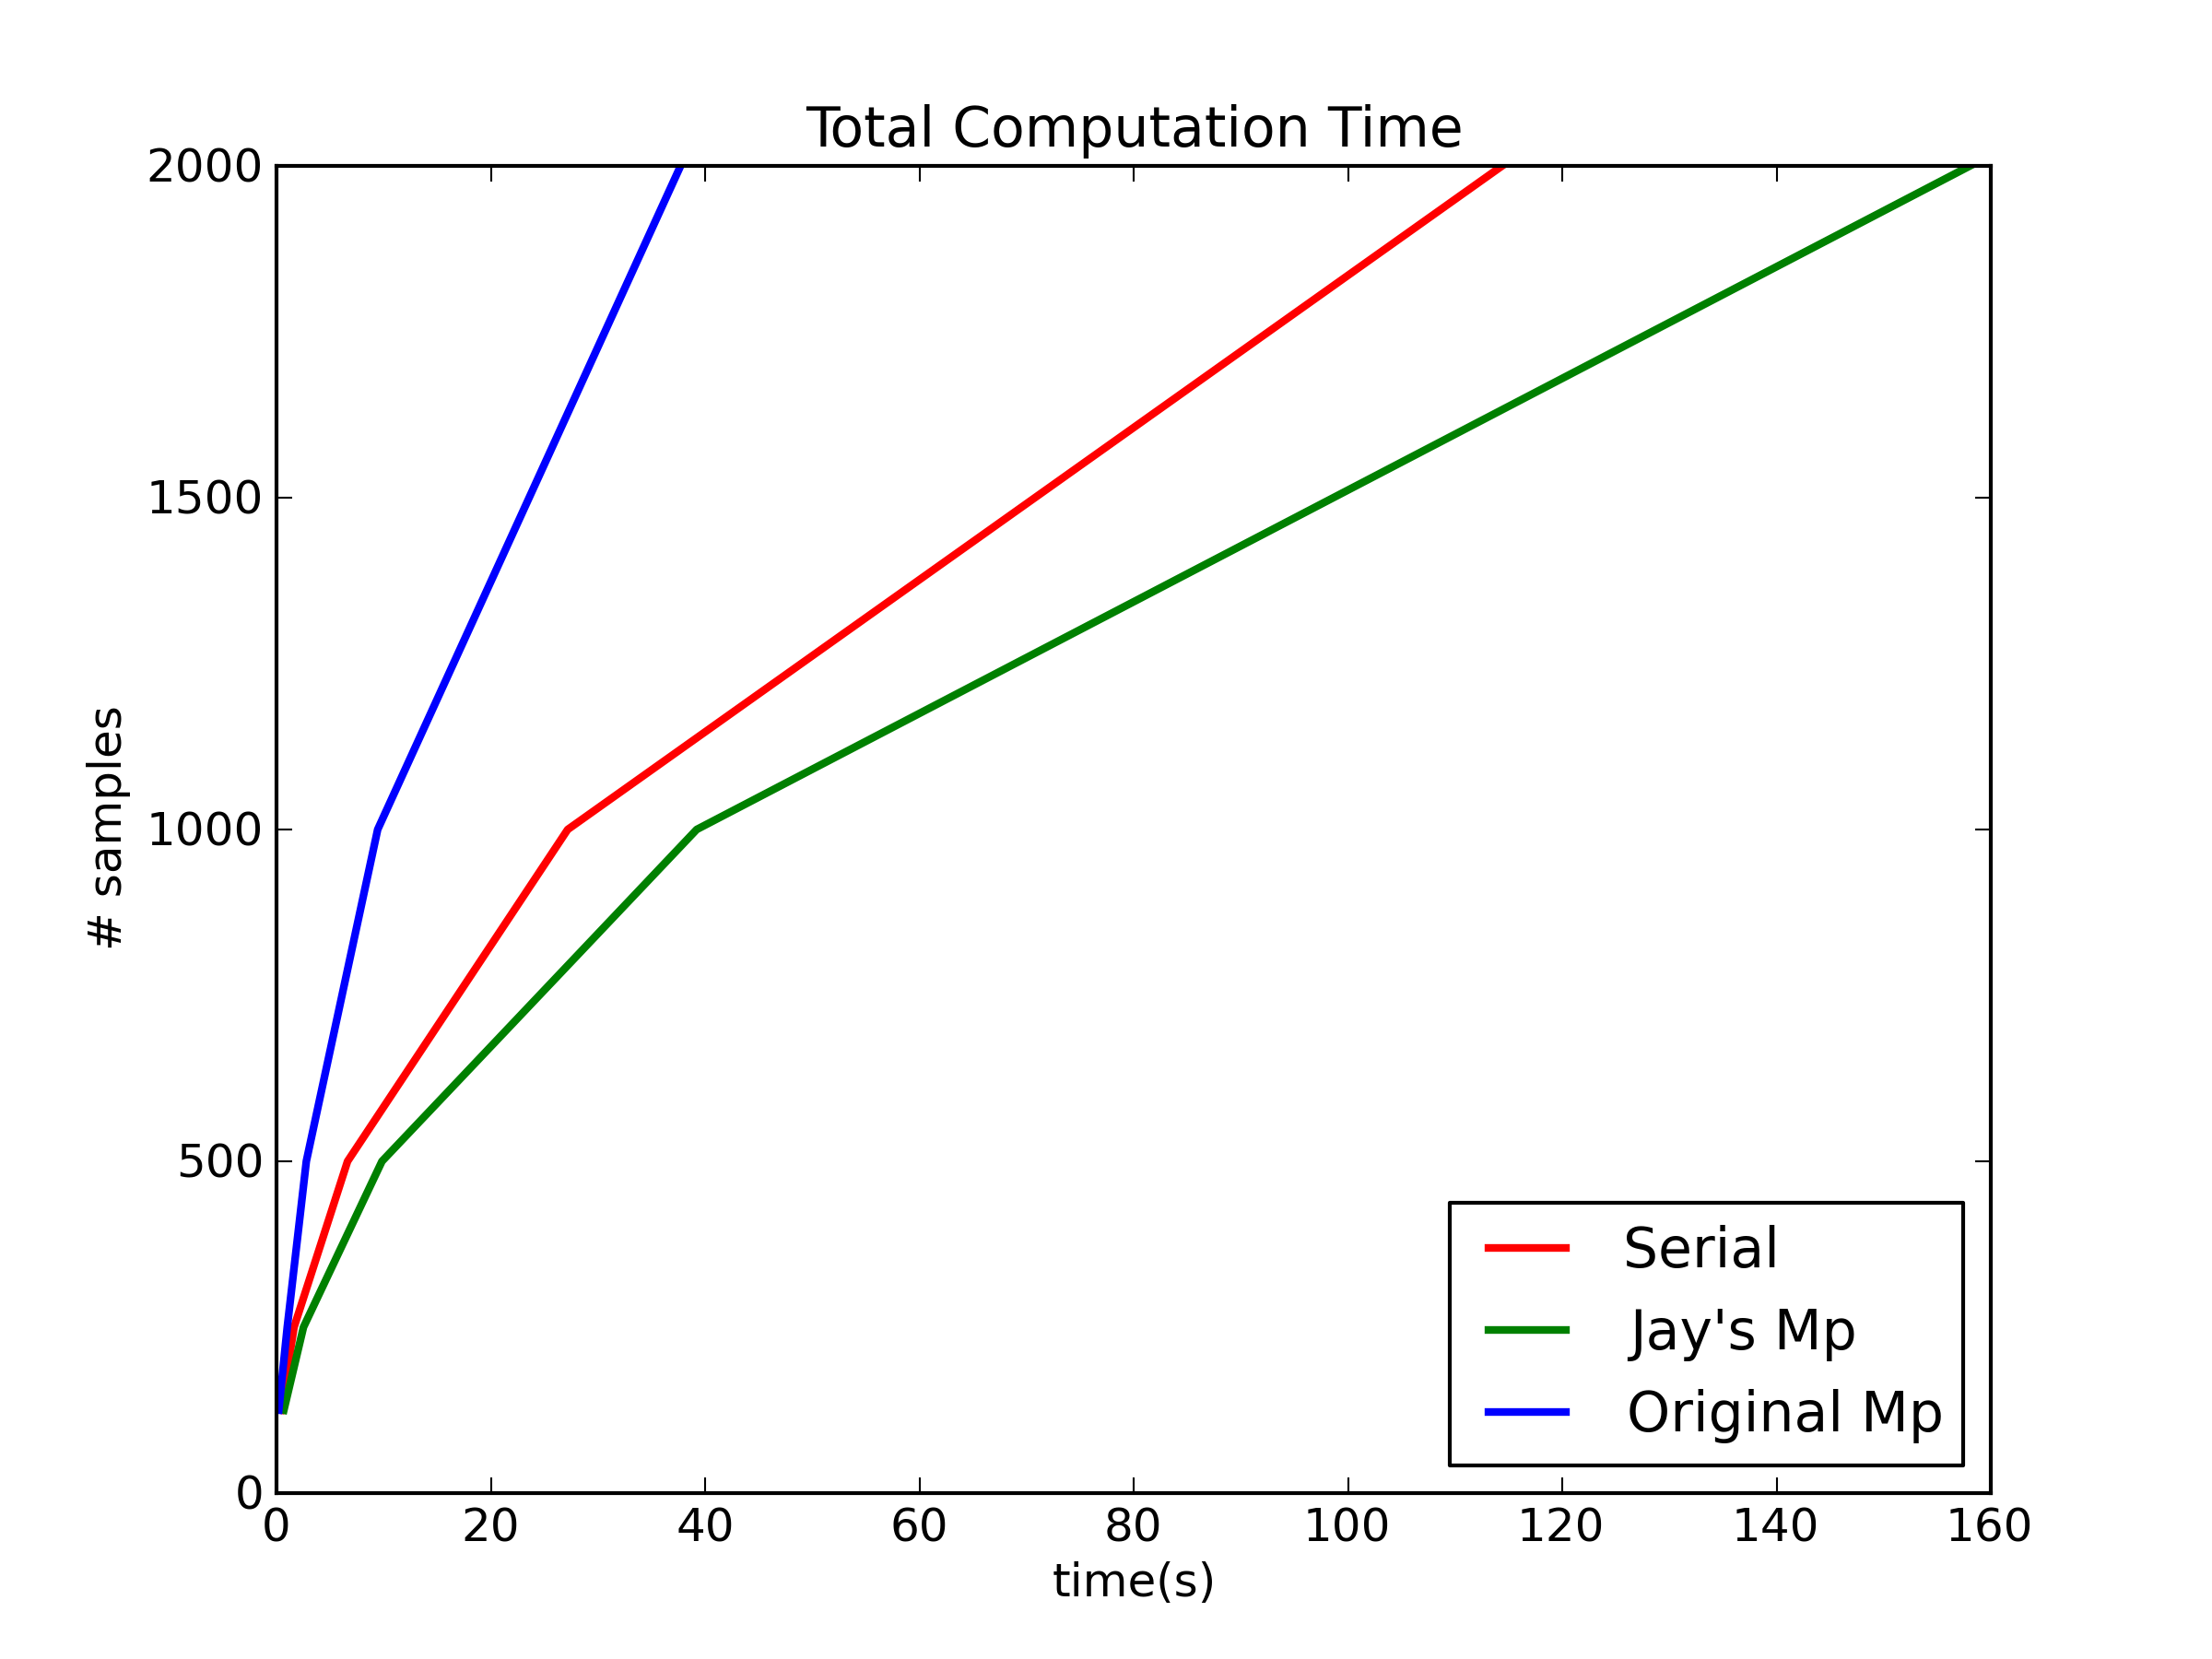 Total Computation Time
2000
1500
1000
500
0
# samples
0 20 40 60 80 100 120 140 160
time(s)
Serial
Jay's Mp
Original Mp